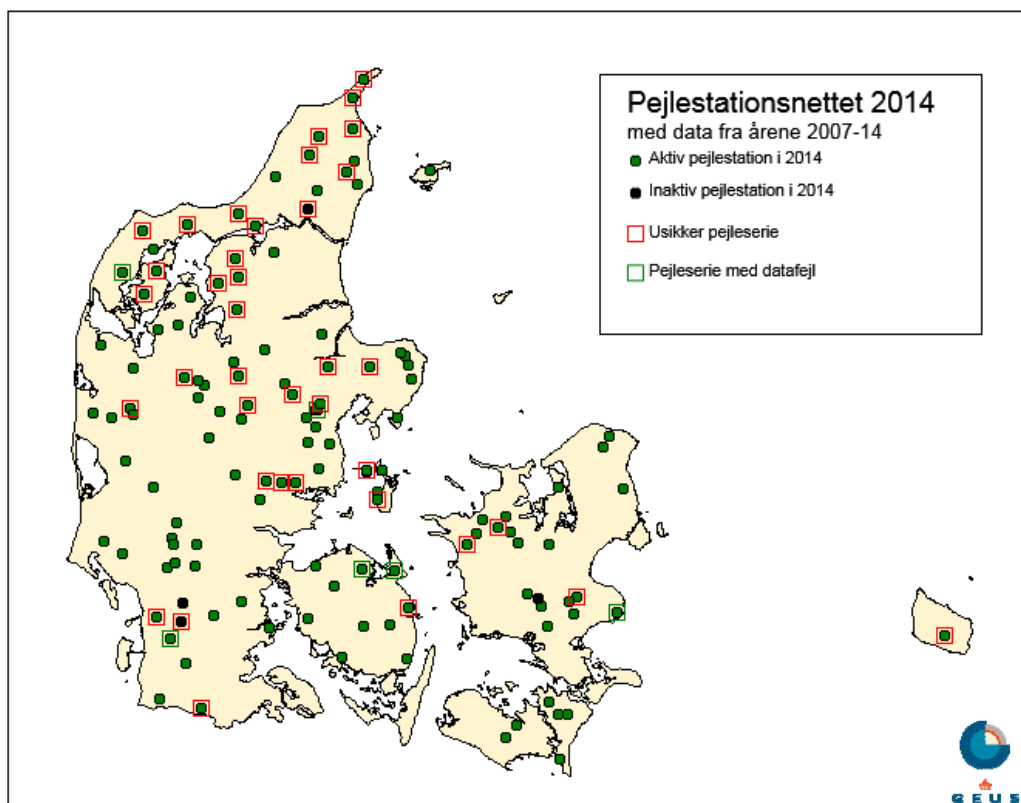 Pejlestationsnettet 2014
med data fra årene 2007-14
Aktiv pejlestation i 2014
Inaktiv pejlestation i 2014
Usikker pejleserie
Pejleserie med datafejl
G E U S